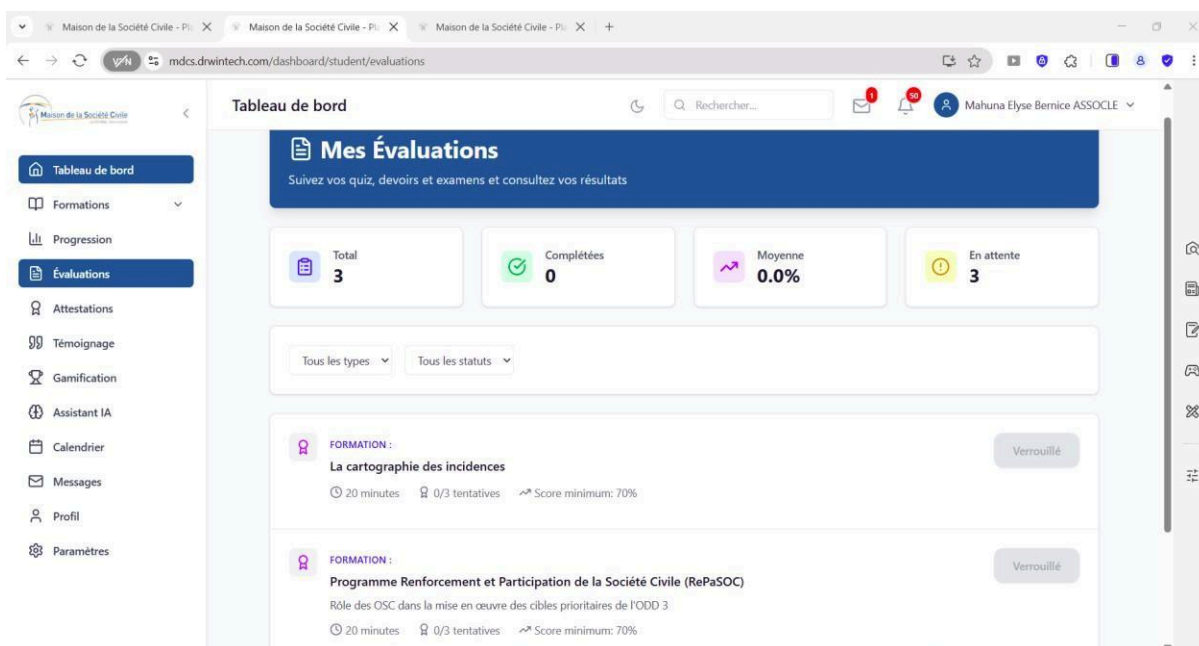 Maison de la Société Civile - Pl
Maison de la Société Civile - Pl
Maison de la Société Civile - Pl
VPN
mdcs.drwintech.com/dashboard/student/evaluations
Maison de la Société Civile
Tableau de bord
Rechercher...
1
50
Mahuna Elyse Bernice ASSOCLE
Tableau de bord
Formations
Progression
Évaluations
Attestations
Témoignage
Gamification
Assistant IA
Calendrier
Messages
Profil
Paramètres
Mes Évaluations
Suivez vos quiz, devoirs et examens et consultez vos résultats
Total
3
Complétées
0
Moyenne
0.0%
En attente
3
Tous les types
Tous les statuts
FORMATION :
La cartographie des incidences
20 minutes 0/3 tentatives Score minimum: 70%
Verrouillé
FORMATION :
Programme Renforcement et Participation de la Société Civile (RePaSOC)
Rôle des OSC dans la mise en œuvre des cibles prioritaires de l'ODD 3
20 minutes 0/3 tentatives Score minimum: 70%
Verrouillé